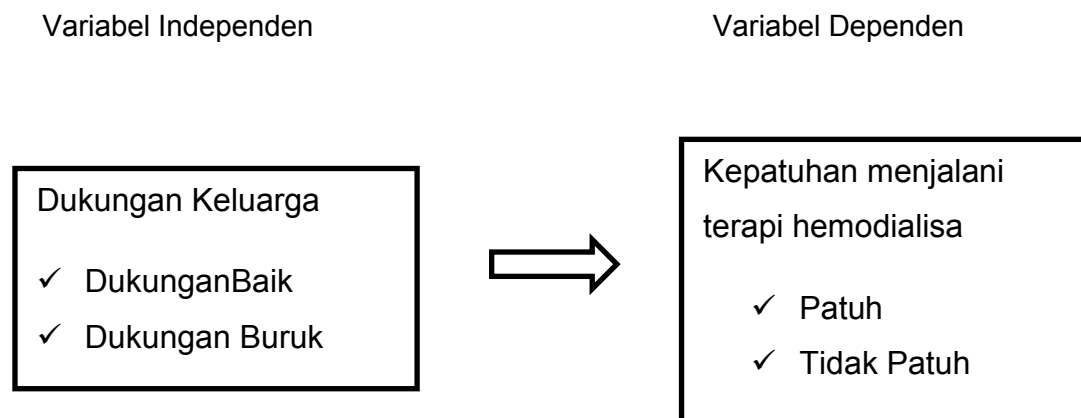 Variabel Independen
Variabel Dependen
Dukungan Keluarga
✓ DukunganBaik
✓ Dukungan Buruk
Kepatuhan menjalani
terapi hemodialisa
✓ Patuh
✓ Tidak Patuh